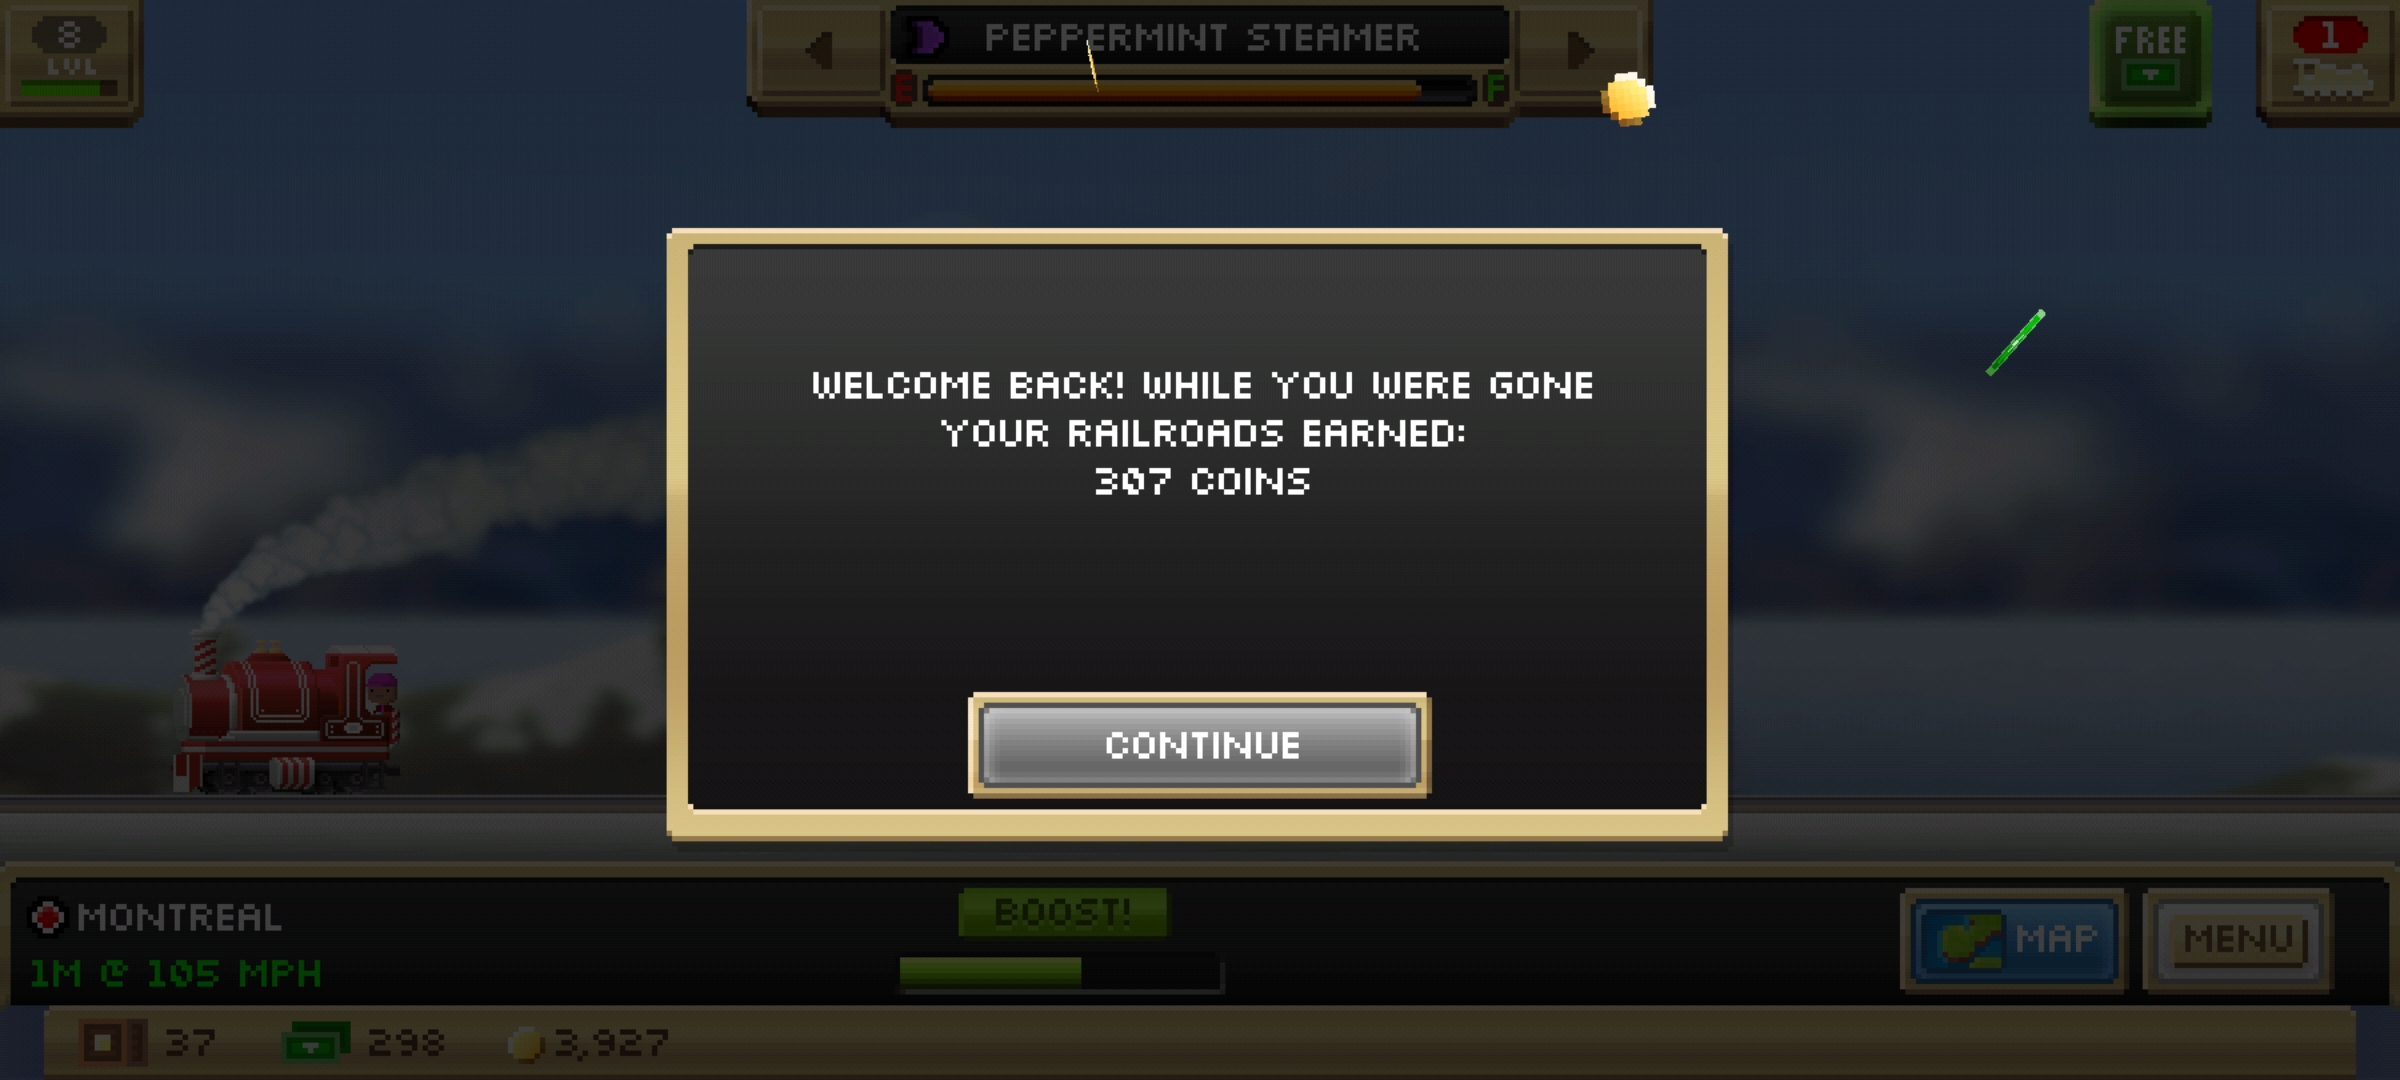 8
LVL
PEPPERMINT STEAMER
E F
FREE
1
WELCOME BACK! WHILE YOU WERE GONE
YOUR RAILROADS EARNED:
307 COINS
CONTINUE
MONTREAL
1M @ 105 MPH
BOOST!
MAP
MENU
37 298 3,927